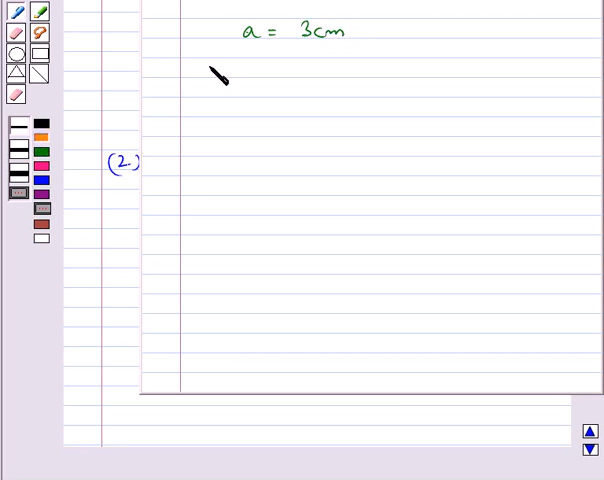 a = 3cm
(2)